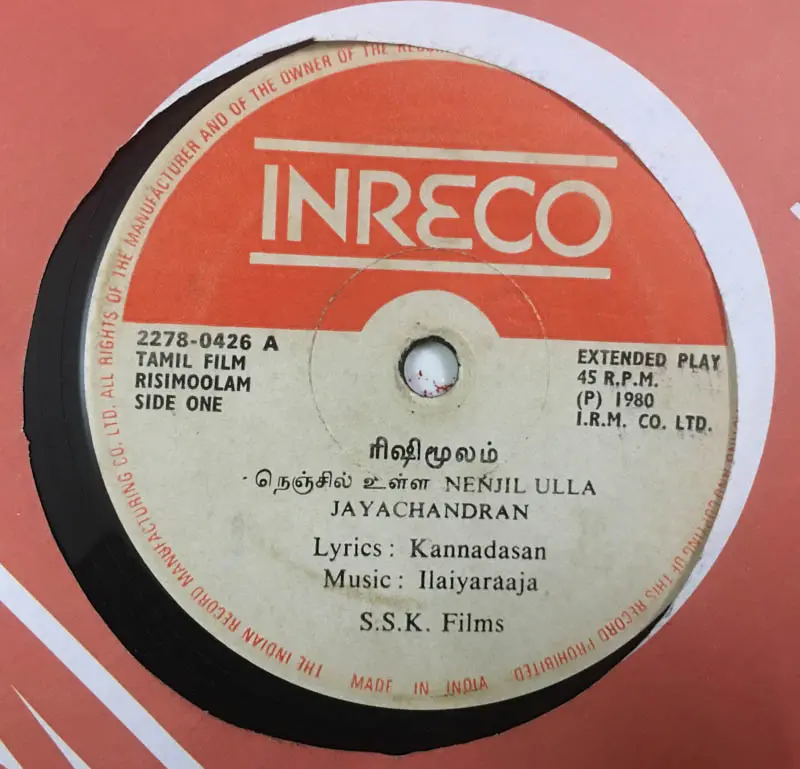 INRECO
2278-0426 A
TAMIL FILM
RISIMOOLAM
SIDE ONE
EXTENDED PLAY
45 R.P.M.
(P) 1980
I.R.M. CO. LTD.
ரிஷிமூலம்
நெஞ்சில் உள்ள NENJIL ULLA
JAYACHANDRAN
Lyrics : Kannadasan
Music : Ilaiyaraaja
S.S.K. Films
THE INDIAN RECORD MANUFACTURING CO. LTD. ALL RIGHTS OF THE MANUFACTURER AND OF THE OWNER OF THE
OF THIS RECORD PROHIBITED
MADE IN INDIA